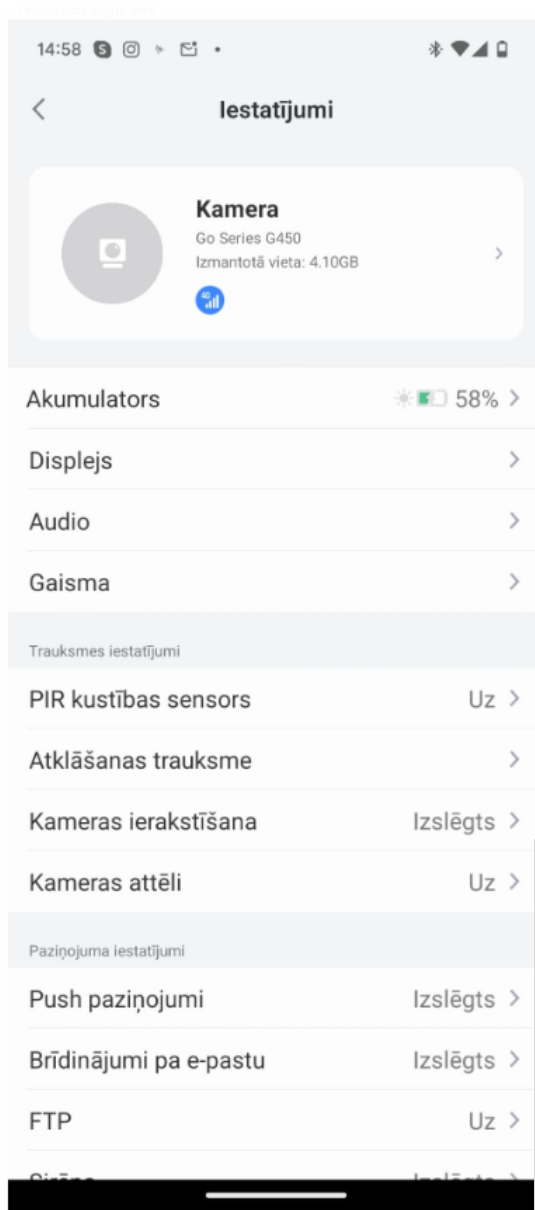 14:58
Iestatījumi
Kamera
Go Series G450
Izmantotā vieta: 4.10GB
4G
Akumulators 58%
Displejs
Audio
Gaisma
Trauksmes iestatījumi
PIR kustības sensors Uz
Atklāšanas trauksme
Kameras ierakstīšana Izslēgts
Kameras attēli Uz
Paziņojuma iestatījumi
Push paziņojumi Izslēgts
Brīdinājumi pa e-pastu Izslēgts
FTP Uz